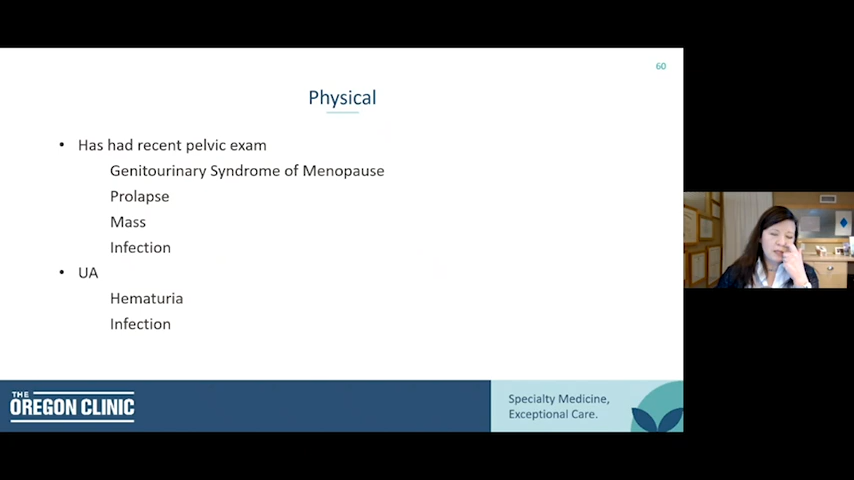 60
Physical
• Has had recent pelvic exam
Genitourinary Syndrome of Menopause
Prolapse
Mass
Infection
• UA
Hematuria
Infection
THE
OREGON CLINIC
Specialty Medicine,
Exceptional Care.